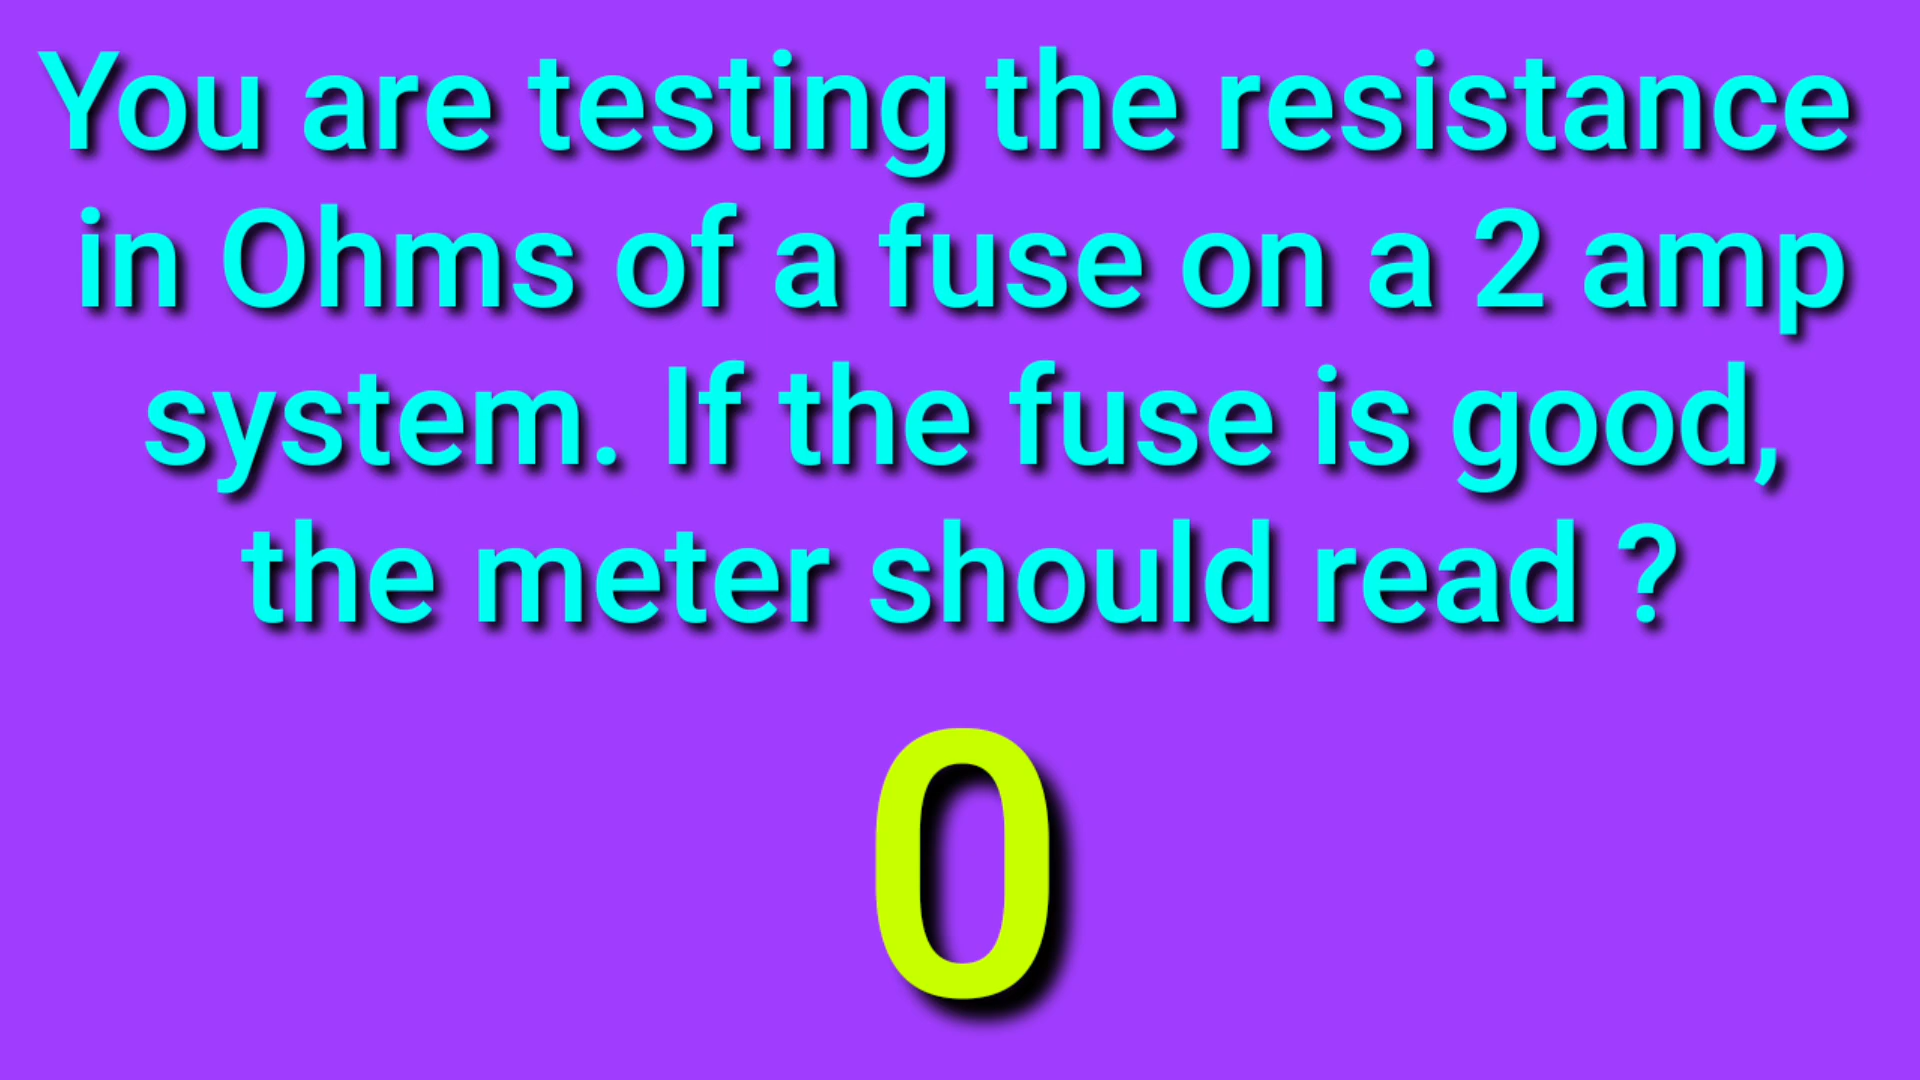 You are testing the resistance
in Ohms of a fuse on a 2 amp
system. If the fuse is good,
the meter should read ?
0